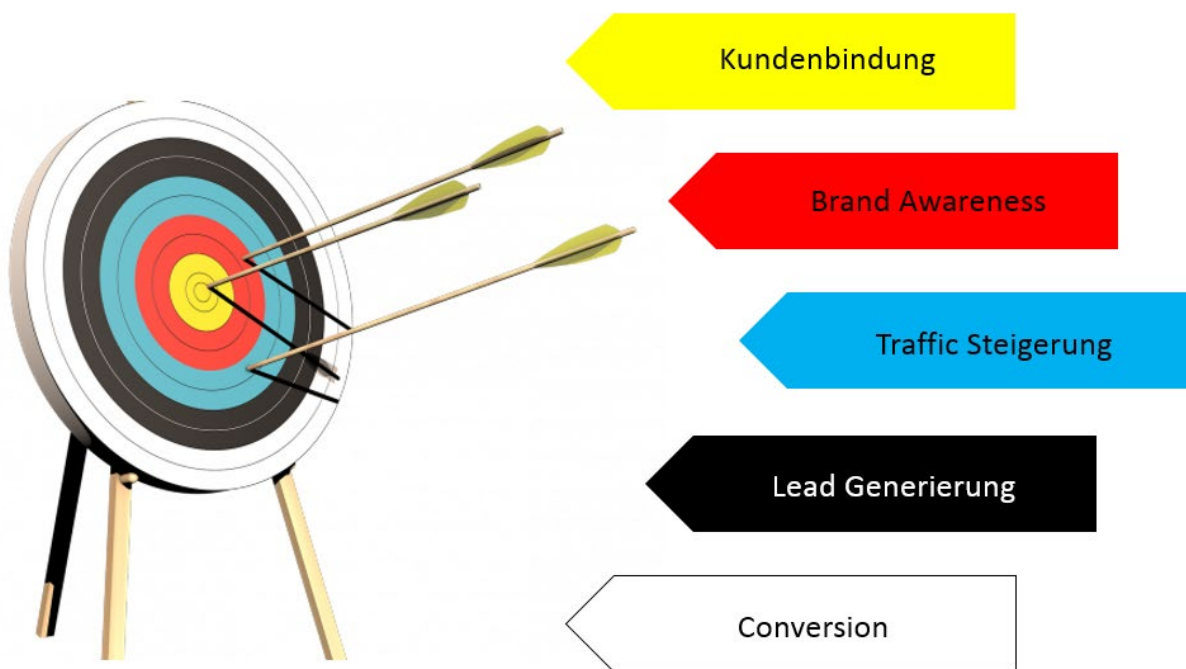 Kundenbindung
Brand Awareness
Traffic Steigerung
Lead Generierung
Conversion